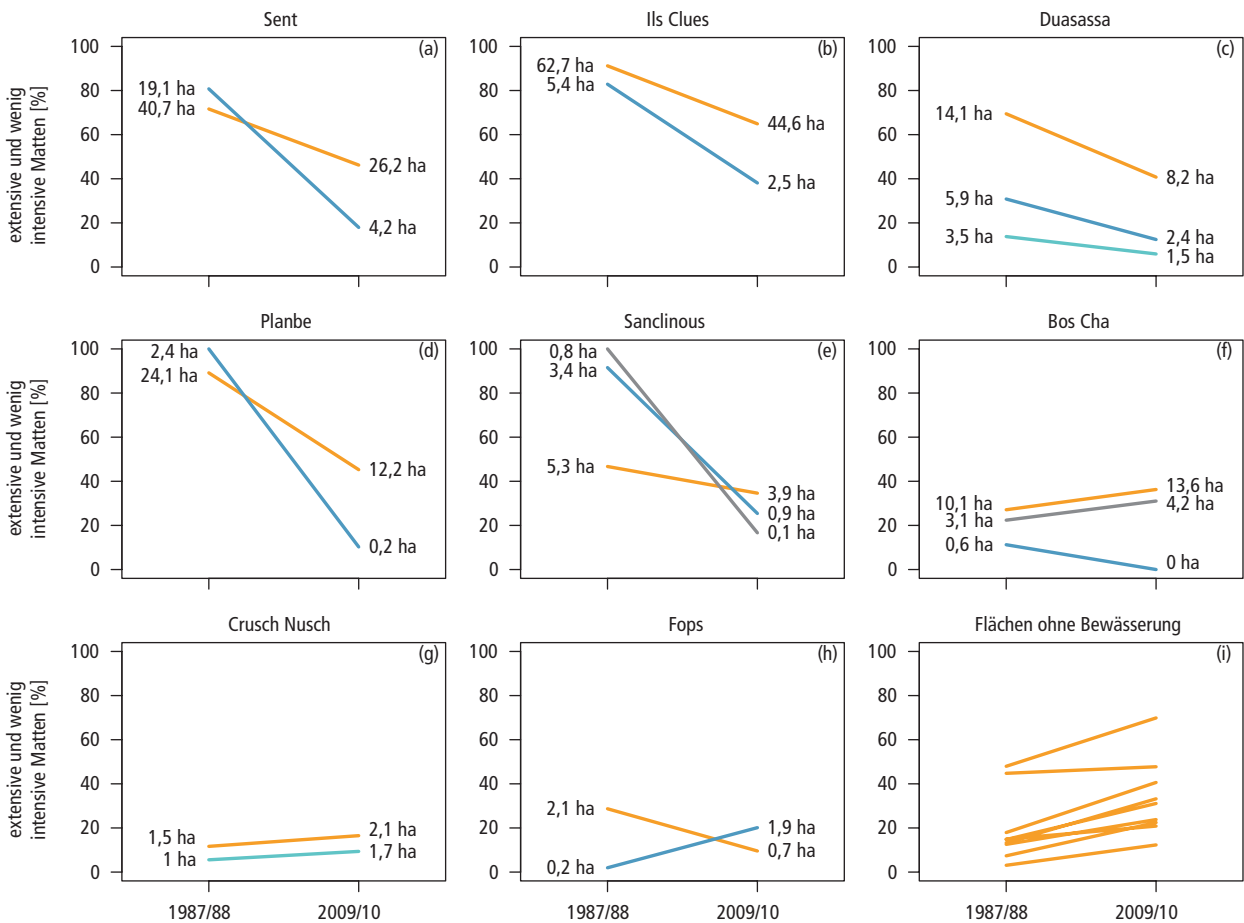 Sent
(a)
extensive und wenig
intensive Matten [%]
100
80
60
40
20
0
19,1 ha
40,7 ha
26,2 ha
4,2 ha
Ils Clues
(b)
100
80
60
40
20
0
62,7 ha
5,4 ha
44,6 ha
2,5 ha
Duasassa
(c)
100
80
60
40
20
0
14,1 ha
5,9 ha
3,5 ha
8,2 ha
2,4 ha
1,5 ha
Planbe
(d)
extensive und wenig
intensive Matten [%]
100
80
60
40
20
0
2,4 ha
24,1 ha
12,2 ha
0,2 ha
Sanclinous
(e)
100
80
60
40
20
0
0,8 ha
3,4 ha
5,3 ha
3,9 ha
0,9 ha
0,1 ha
Bos Cha
(f)
100
80
60
40
20
0
10,1 ha
3,1 ha
0,6 ha
13,6 ha
4,2 ha
0 ha
Crusch Nusch
(g)
extensive und wenig
intensive Matten [%]
100
80
60
40
20
0
1,5 ha
1 ha
2,1 ha
1,7 ha
1987/88
2009/10
Fops
(h)
100
80
60
40
20
0
2,1 ha
0,2 ha
1,9 ha
0,7 ha
1987/88
2009/10
Flächen ohne Bewässerung
(i)
100
80
60
40
20
0
1987/88
2009/10